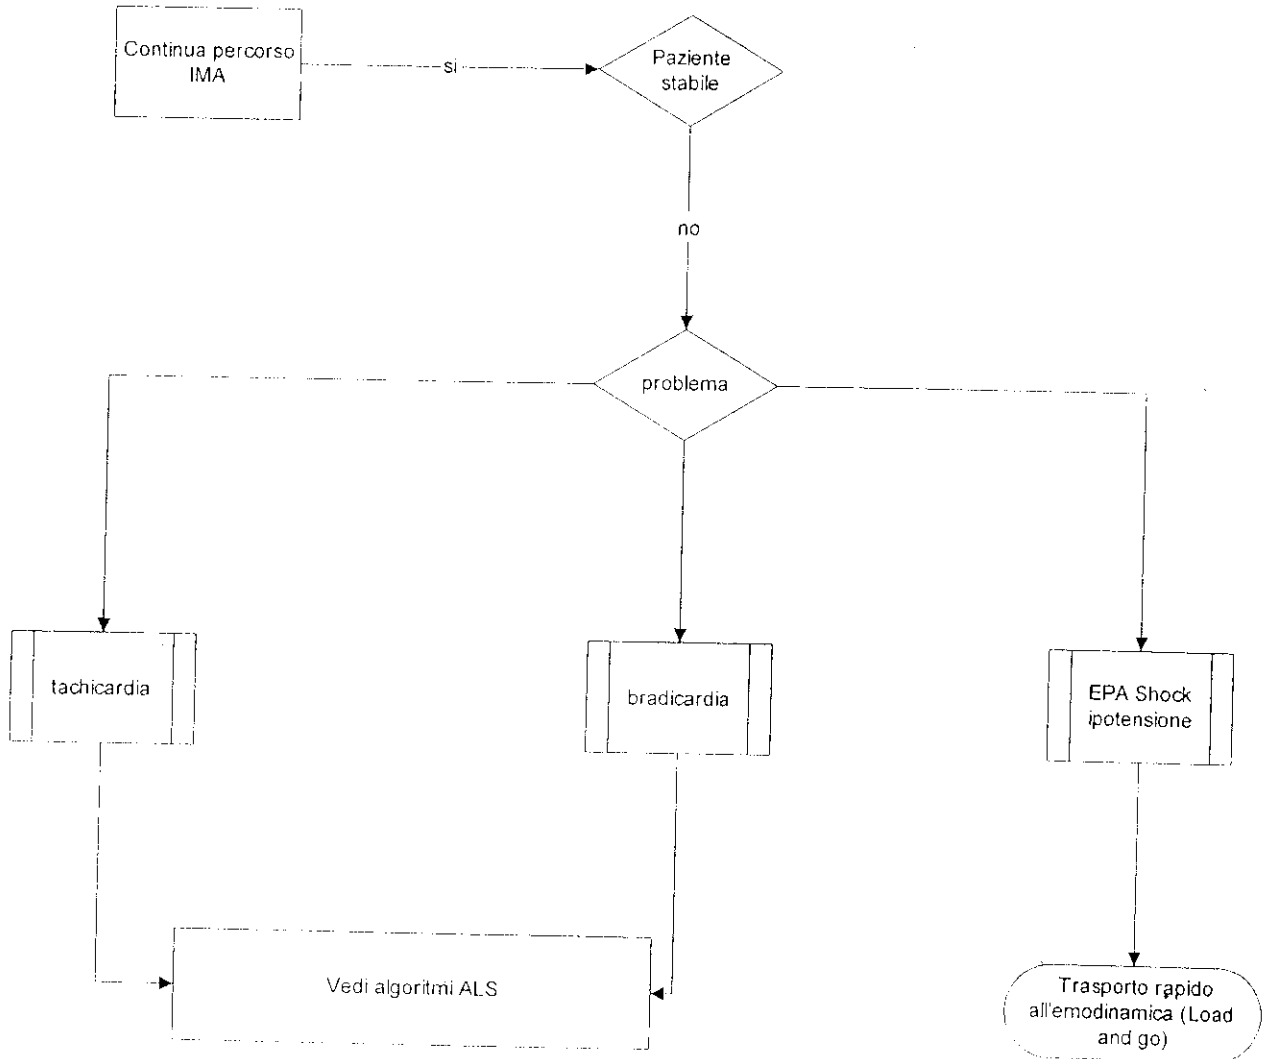 Continua percorso
IMA
si
Paziente
stabile
no
problema
tachicardia
bradicardia
EPA Shock
ipotensione
Vedi algoritmi ALS
Trasporto rapido
all'emodinamica (Load
and go)